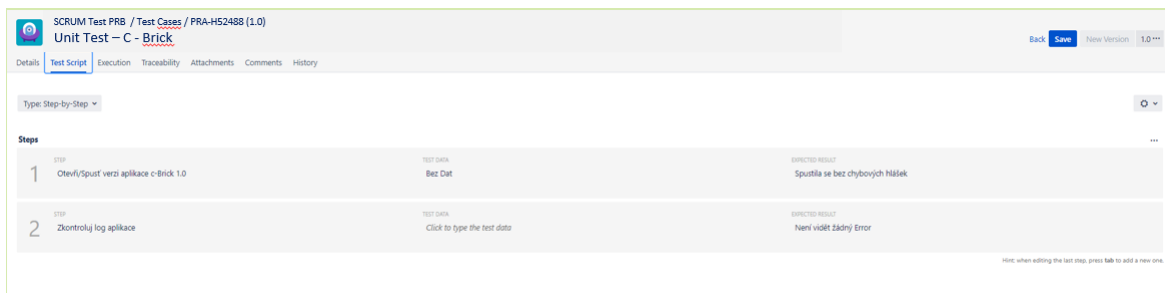 SCRUM Test PRB / Test Cases / PRA-H52488 (1.0)
Unit Test – C - Brick
Back Save New Version 1.0 ···
Details Test Script Execution Traceability Attachments Comments History
Type: Step-by-Step
Steps
STEP TEST DATA EXPECTED RESULT
1 Otevři/Spusť verzi aplikace c-Brick 1.0 Bez Dat Spustila se bez chybových hlášek
STEP TEST DATA EXPECTED RESULT
2 Zkontroluj log aplikace Click to type the test data Není vidět žádný Error
Hint: when editing the last step, press tab to add a new one.